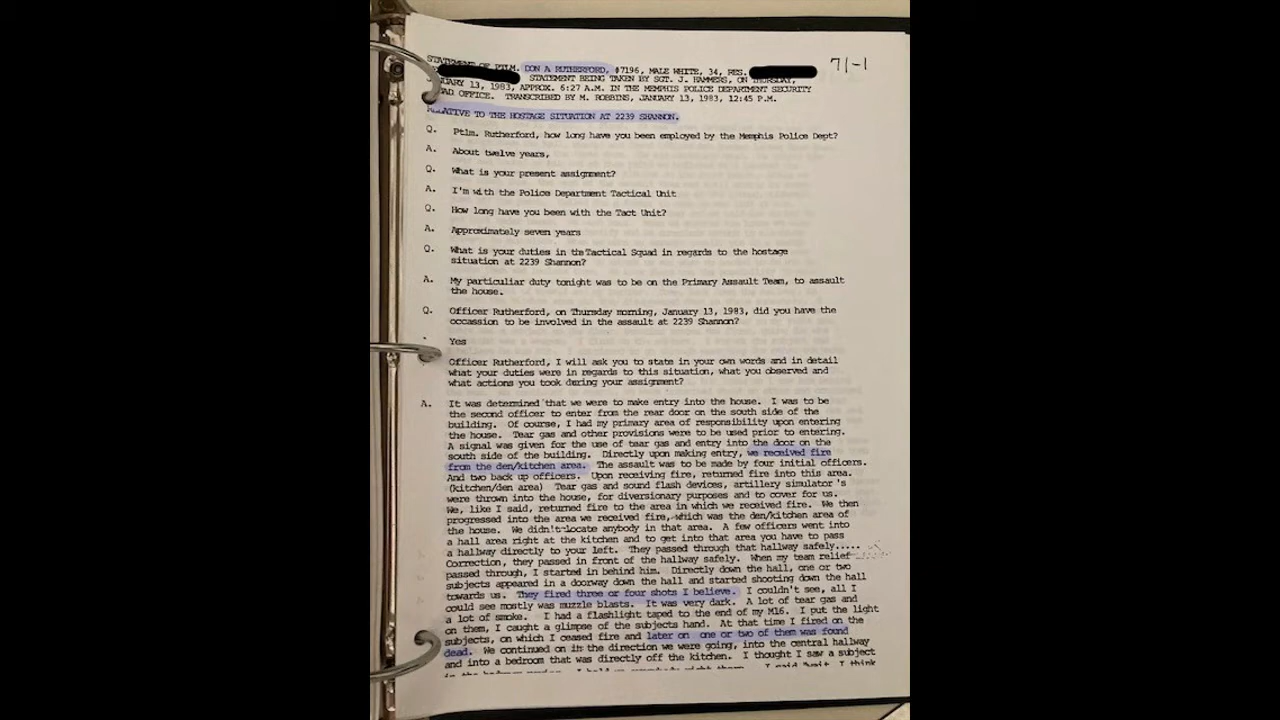 STATEMENT OF PTLM. DON A RUTHERFORD, #7196, MALE WHITE, 34, RES.
STATEMENT BEING TAKEN BY SGT. J. HAMMERS, ON THURSDAY,
JANUARY 13, 1983, APPROX. 6:27 A.M. IN THE MEMPHIS POLICE DEPARTMENT SECURITY
OFFICE. TRANSCRIBED BY M. ROBBINS, JANUARY 13, 1983, 12:45 P.M.
71-1
RELATIVE TO THE HOSTAGE SITUATION AT 2239 SHANNON.
Q. Ptlm. Rutherford, how long have you been employed by the Memphis Police Dept?
A. About twelve years,
Q. What is your present assignment?
A. I'm with the Police Department Tactical Unit
Q. How long have you been with the Tact Unit?
A. Approximately seven years
Q. What is your duties in the Tactical Squad in regards to the hostage
situation at 2239 Shannon?
A. My particuliar duty tonight was to be on the Primary Assault Team, to assault
the house.
Q. Officer Rutherford, on Thursday morning, January 13, 1983, did you have the
occassion to be involved in the assault at 2239 Shannon?
Yes
Officer Rutherford, I will ask you to state in your own words and in detail
what your duties were in regards to this situation, what you observed and
what actions you took during your assignment?
A. It was determined that we were to make entry into the house. I was to be
the second officer to enter from the rear door on the south side of the
building. Of course, I had my primary area of responsibility upon entering
the house. Tear gas and other provisions were to be used prior to entering.
A signal was given for the use of tear gas and entry into the door on the
south side of the building. Directly upon making entry, we received fire
from the den/kitchen area. The assault was to be made by four initial officers.
And two back up officers. Upon receiving fire, returned fire into this area.
(kitchen/den area) Tear gas and sound flash devices, artillery simulator 's
were thrown into the house, for diversionary purposes and to cover for us.
We, like I said, returned fire to the area in which we received fire. We then
progressed into the area we received fire, which was the den/kitchen area of
the house. We didn't locate anybody in that area. A few officers went into
a hall area right at the kitchen and to get into that area you have to pass
a hallway directly to your left. They passed through that hallway safely.....
Correction, they passed in front of the hallway safely. When my team relief
passed through, I started in behind him. Directly down the hall, one or two
subjects appeared in a doorway down the hall and started shooting down the hall
towards us. They fired three or four shots I believe. I couldn't see, all I
could see mostly was muzzle blasts. It was very dark. A lot of tear gas and
a lot of smoke. I had a flashlight taped to the end of my M16. I put the light
on them, I caught a glimpse of the subjects hand. At that time I fired on the
subjects, on which I ceased fire and later on one or two of them was found
dead. We continued on in the direction we were going, into the central hallway
and into a bedroom that was directly off the kitchen. I thought I saw a subject